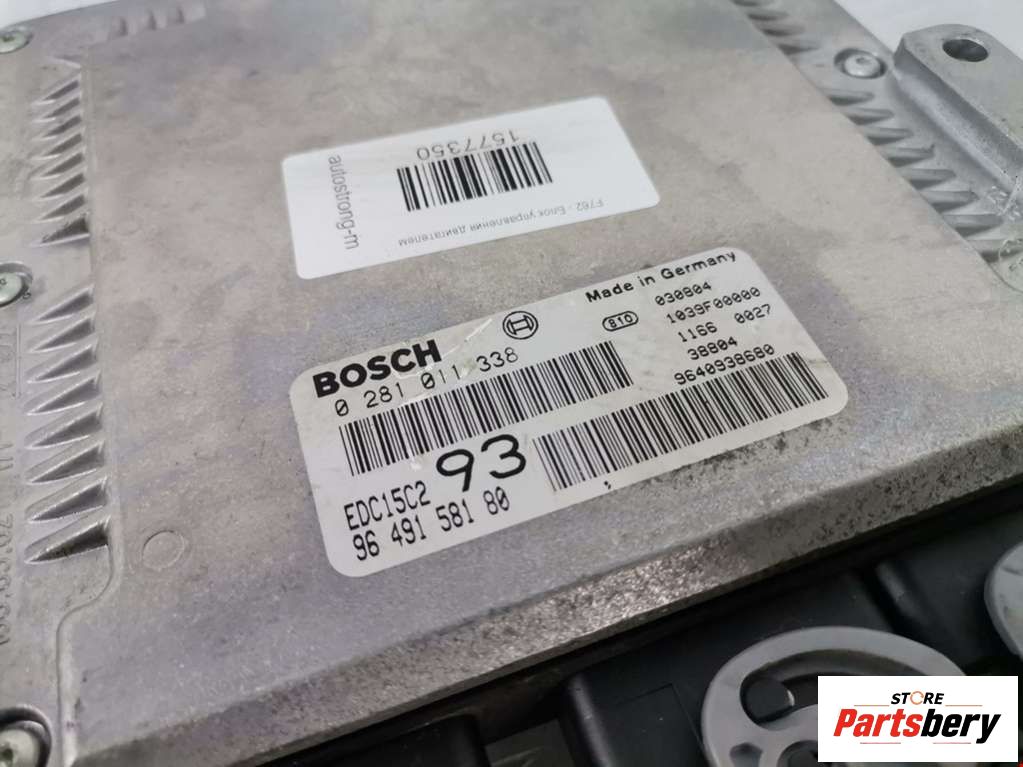 1577350
autostrong-m
F762 - Блок управления двигателем
Made in Germany
BOSCH
0 281 011 338
810
030804
1039F00000
1166 0027
38804
9640938680
EDC15C2
93
96 491 581 80
STORE
Partsbery